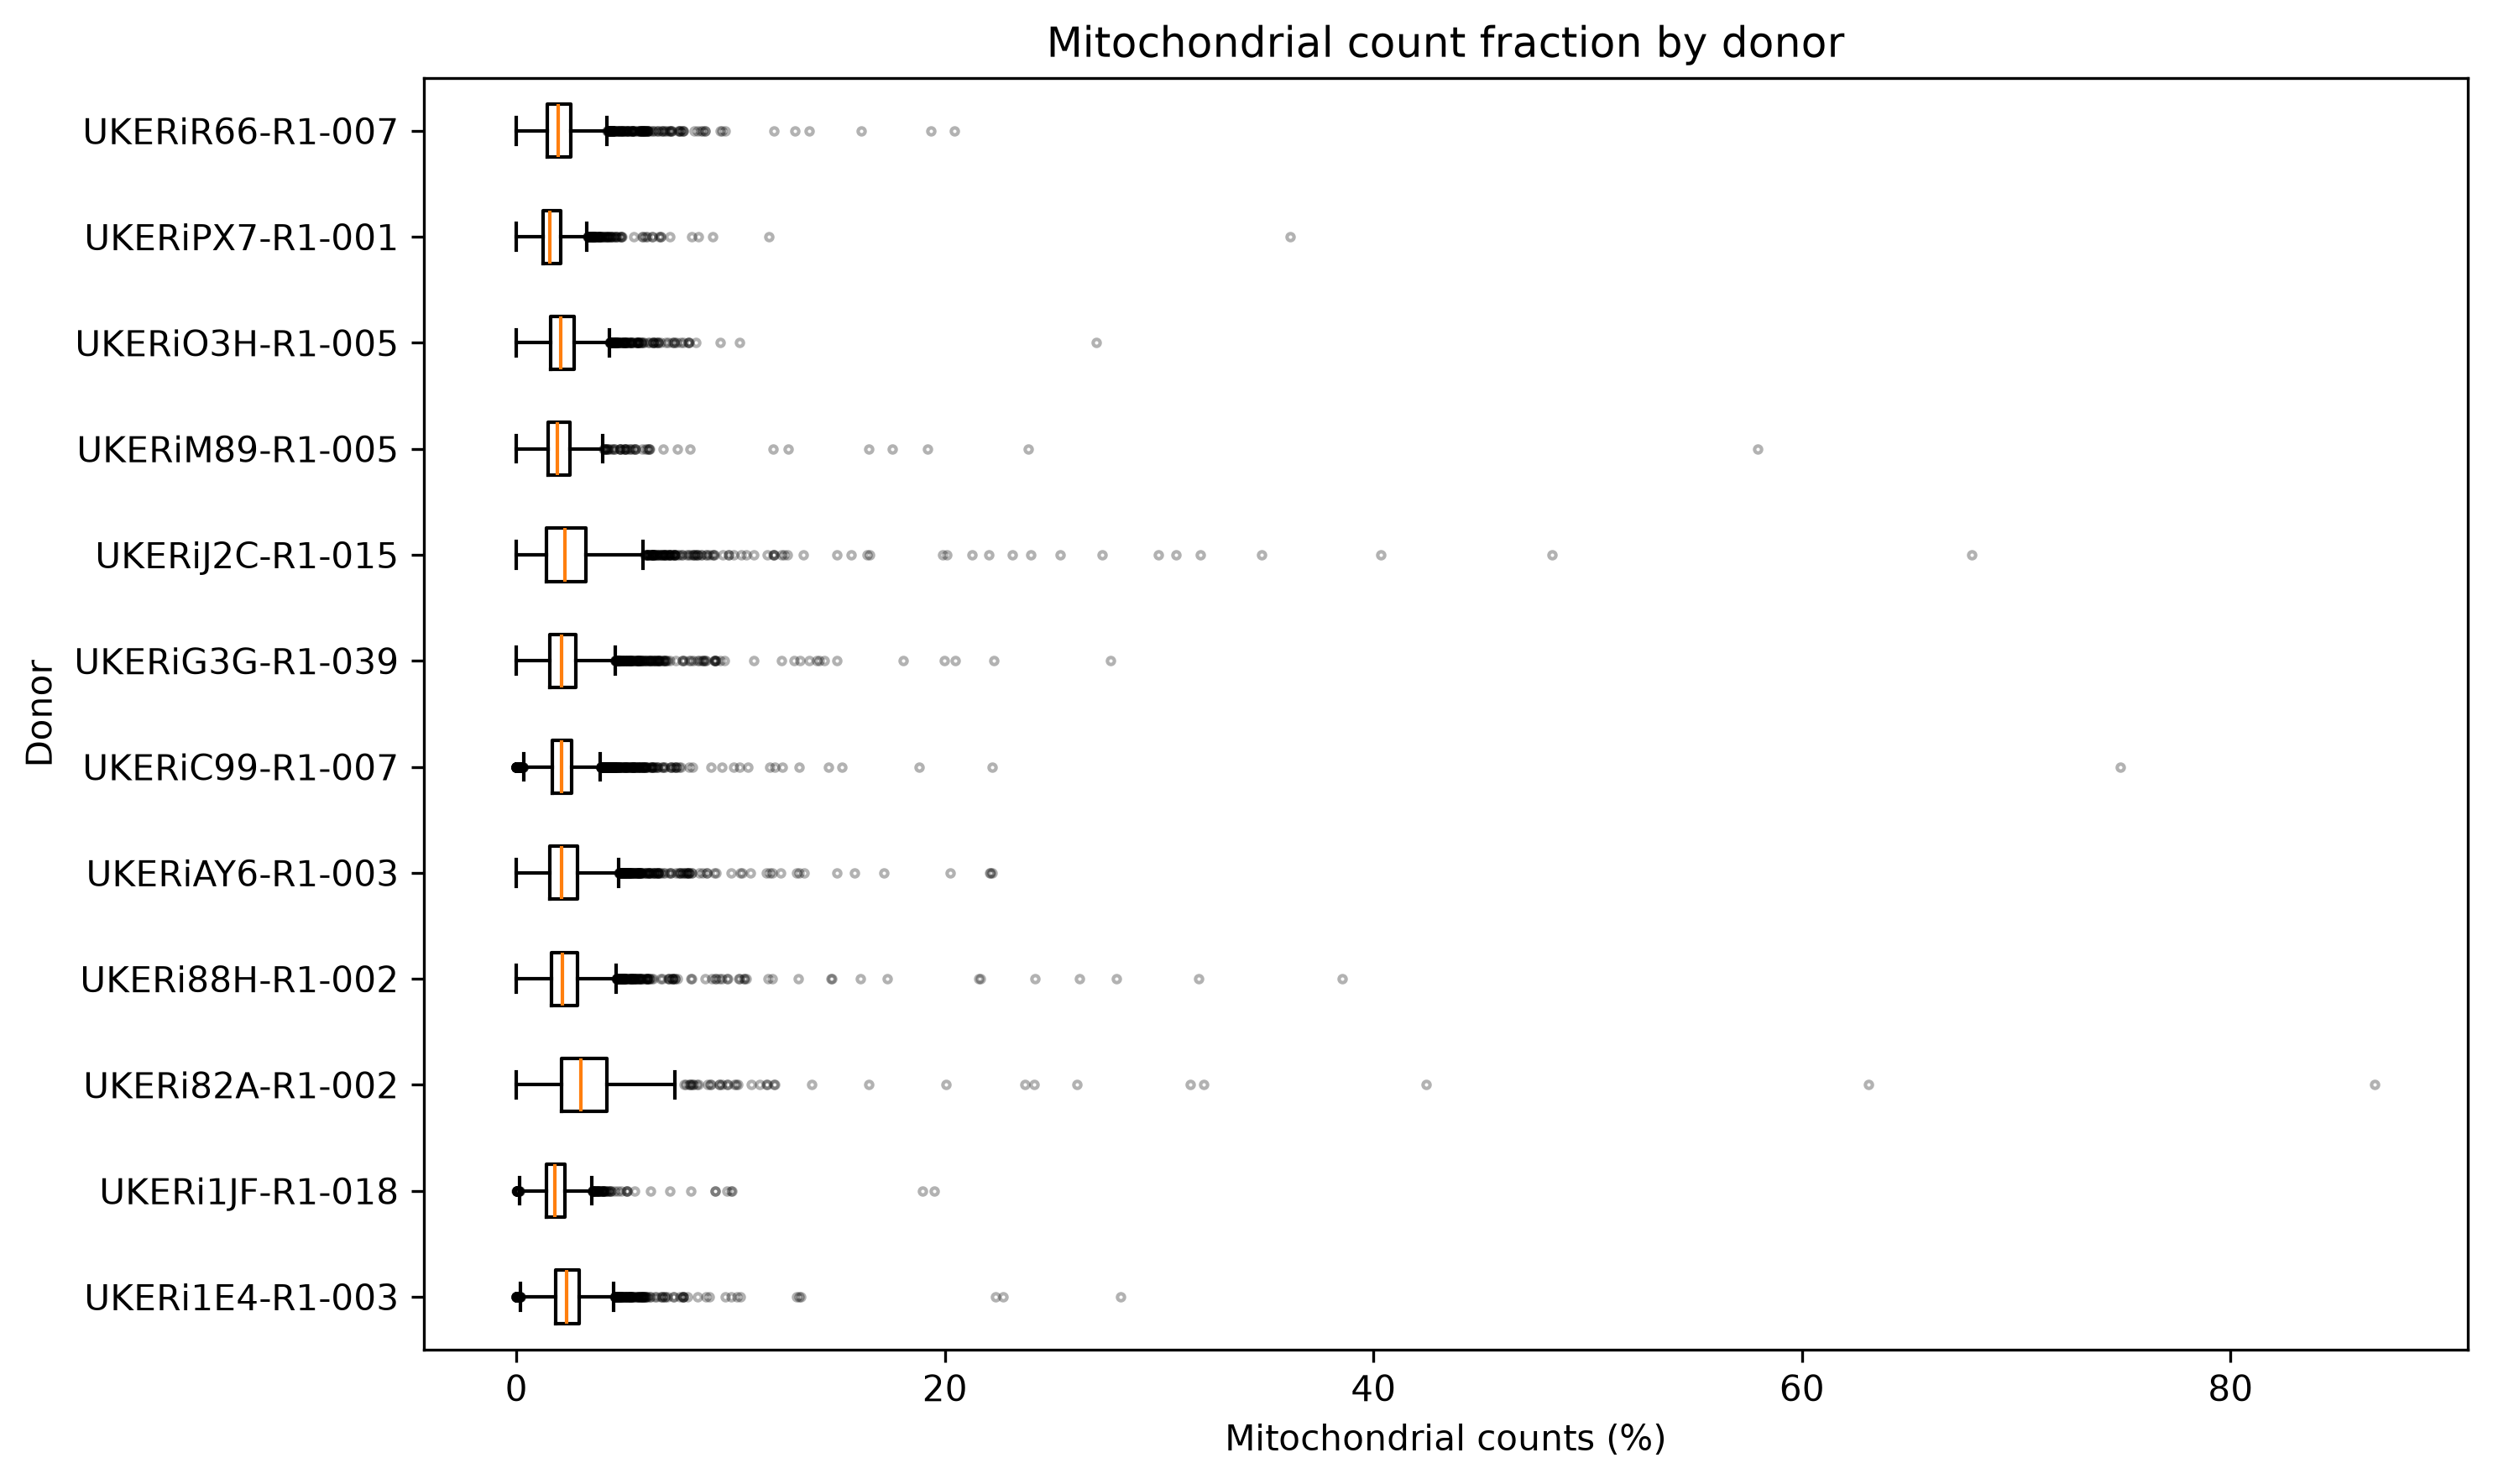 Mitochondrial count fraction by donor
UKERiR66-R1-007
UKERiPX7-R1-001
UKERiO3H-R1-005
UKERiM89-R1-005
UKERiJ2C-R1-015
UKERiG3G-R1-039
UKERiC99-R1-007
UKERiAY6-R1-003
UKERi88H-R1-002
UKERi82A-R1-002
UKERi1JF-R1-018
UKERi1E4-R1-003
Donor
0 20 40 60 80
Mitochondrial counts (%)